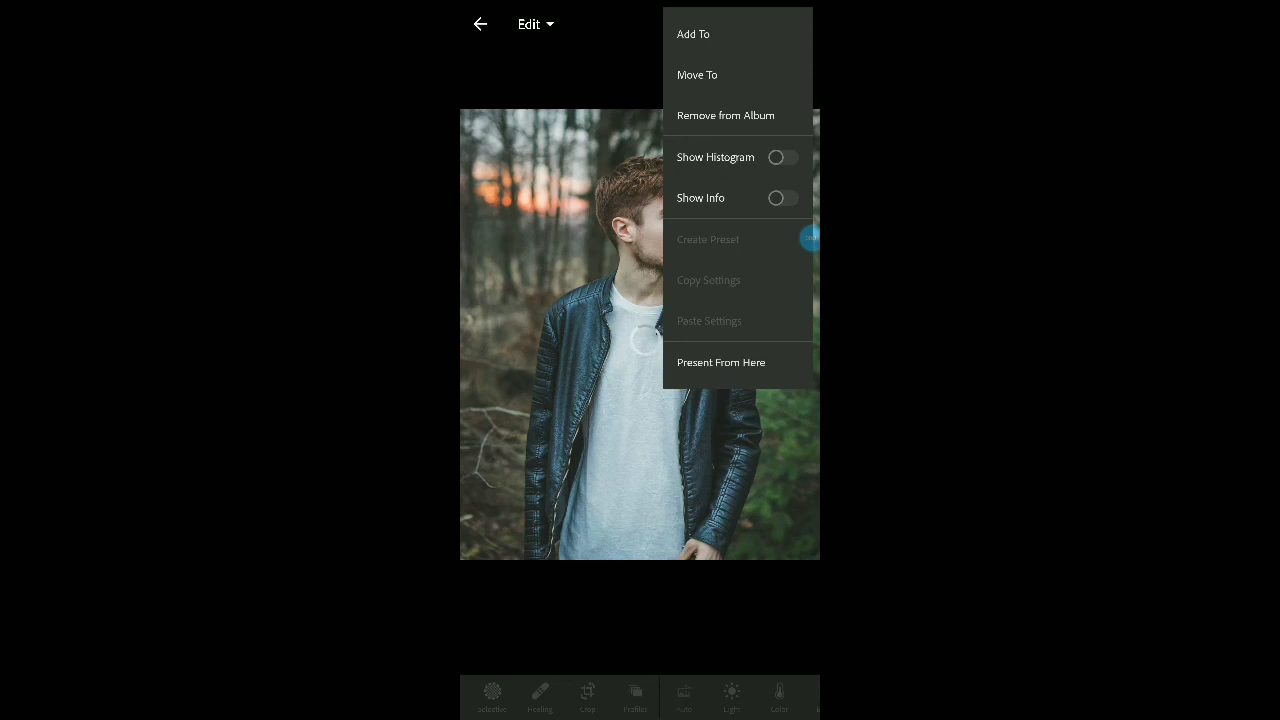 Edit
Add To
Move To
Remove from Album
Show Histogram
Show Info
Create Preset
Copy Settings
Paste Settings
Present From Here
Selective
Healing
Crop
Profiles
Auto
Light
Color